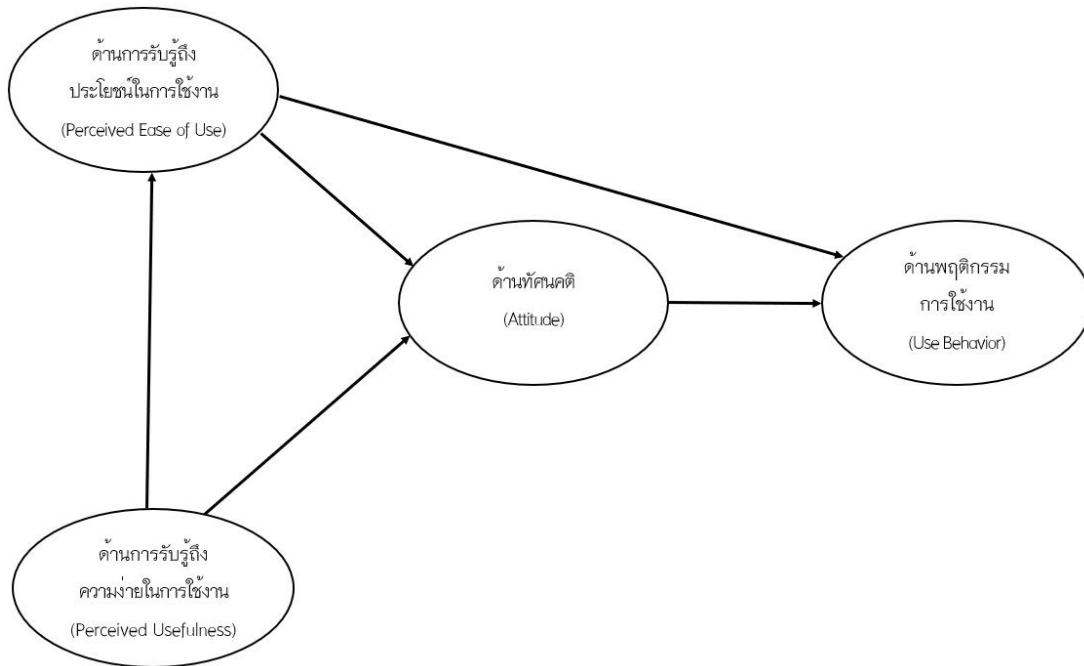 ด้านการรับรู้ถึง
ประโยชน์ในการใช้งาน
(Perceived Ease of Use)
ด้านทัศนคติ
(Attitude)
ด้านพฤติกรรม
การใช้งาน
(Use Behavior)
ด้านการรับรู้ถึง
ความง่ายในการใช้งาน
(Perceived Usefulness)